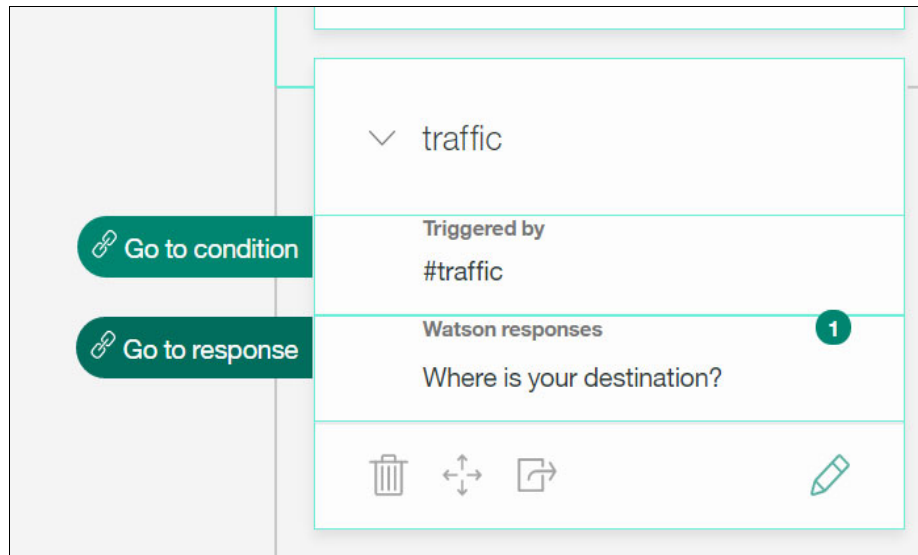 traffic
Triggered by
Go to condition
#traffic
Watson responses
1
Go to response
Where is your destination?